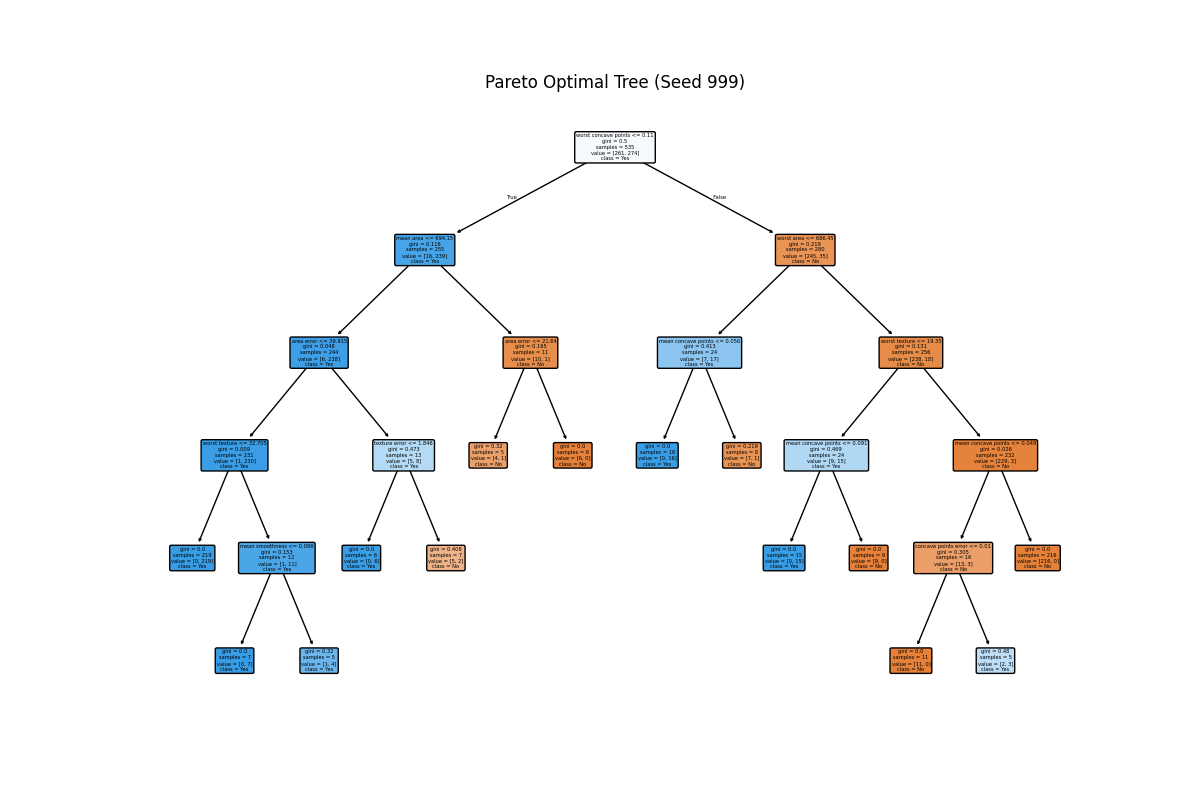 Pareto Optimal Tree (Seed 999)
worst concave points <= 0.11
gini = 0.5
samples = 535
value = [261, 274]
class = Yes
True
False
mean area <= 694.15
gini = 0.118
samples = 255
value = [16, 239]
class = Yes
worst area <= 686.45
gini = 0.219
samples = 280
value = [245, 35]
class = No
area error <= 39.915
gini = 0.048
samples = 244
value = [6, 238]
class = Yes
area error <= 21.64
gini = 0.165
samples = 11
value = [10, 1]
class = No
mean concave points <= 0.056
gini = 0.413
samples = 24
value = [7, 17]
class = Yes
worst texture <= 19.35
gini = 0.131
samples = 256
value = [238, 18]
class = No
worst texture <= 32.705
gini = 0.009
samples = 231
value = [1, 230]
class = Yes
texture error <= 1.846
gini = 0.473
samples = 13
value = [5, 8]
class = Yes
gini = 0.32
samples = 5
value = [4, 1]
class = No
gini = 0.0
samples = 6
value = [6, 0]
class = No
gini = 0.0
samples = 16
value = [0, 16]
class = Yes
gini = 0.219
samples = 8
value = [7, 1]
class = No
mean concave points <= 0.091
gini = 0.469
samples = 24
value = [9, 15]
class = Yes
mean concave points <= 0.049
gini = 0.026
samples = 232
value = [229, 3]
class = No
gini = 0.0
samples = 219
value = [0, 219]
class = Yes
mean smoothness <= 0.086
gini = 0.153
samples = 12
value = [1, 11]
class = Yes
gini = 0.0
samples = 6
value = [0, 6]
class = Yes
gini = 0.408
samples = 7
value = [5, 2]
class = No
gini = 0.0
samples = 15
value = [0, 15]
class = Yes
gini = 0.0
samples = 9
value = [9, 0]
class = No
concave points error <= 0.01
gini = 0.305
samples = 16
value = [13, 3]
class = No
gini = 0.0
samples = 216
value = [216, 0]
class = No
gini = 0.0
samples = 7
value = [0, 7]
class = Yes
gini = 0.32
samples = 5
value = [1, 4]
class = Yes
gini = 0.0
samples = 11
value = [11, 0]
class = No
gini = 0.48
samples = 5
value = [2, 3]
class = Yes